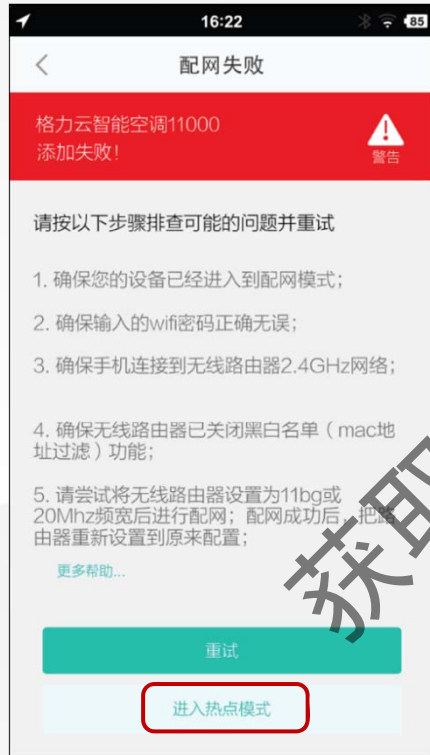 16:22
85
配网失败
格力云智能空调11000
添加失败！
警告
请按以下步骤排查可能的问题并重试
1. 确保您的设备已经进入到配网模式；
2. 确保输入的wifi密码正确无误；
3. 确保手机连接到无线路由器2.4GHz网络；
4. 确保无线路由器已关闭黑白名单（mac地
址过滤）功能；
5. 请尝试将无线路由器设置为11bg或
20Mhz频宽后进行配网；配网成功后，把路
由器重新设置到原来配置；
更多帮助...
获取
重试
进入热点模式